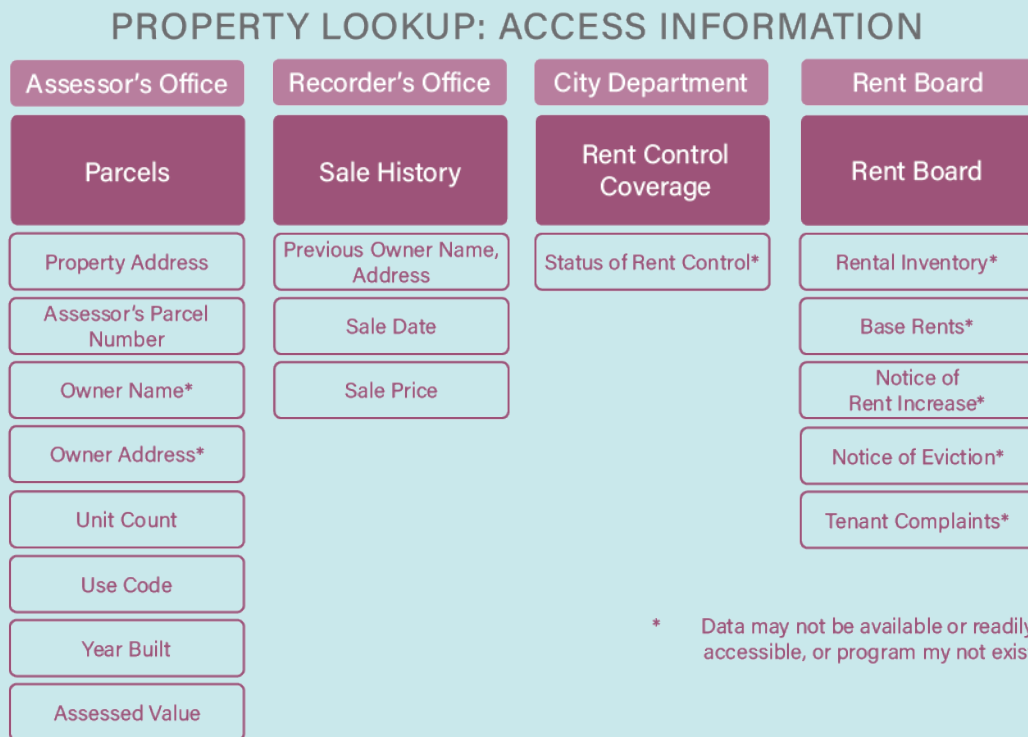 PROPERTY LOOKUP: ACCESS INFORMATION
Assessor's Office
Parcels
Property Address
Assessor's Parcel
Number
Owner Name*
Owner Address*
Unit Count
Use Code
Year Built
Assessed Value
Recorder's Office
Sale History
Previous Owner Name,
Address
Sale Date
Sale Price
City Department
Rent Control
Coverage
Status of Rent Control*
Rent Board
Rent Board
Rental Inventory*
Base Rents*
Notice of
Rent Increase*
Notice of Eviction*
Tenant Complaints*
* Data may not be available or readily
accessible, or program my not exis